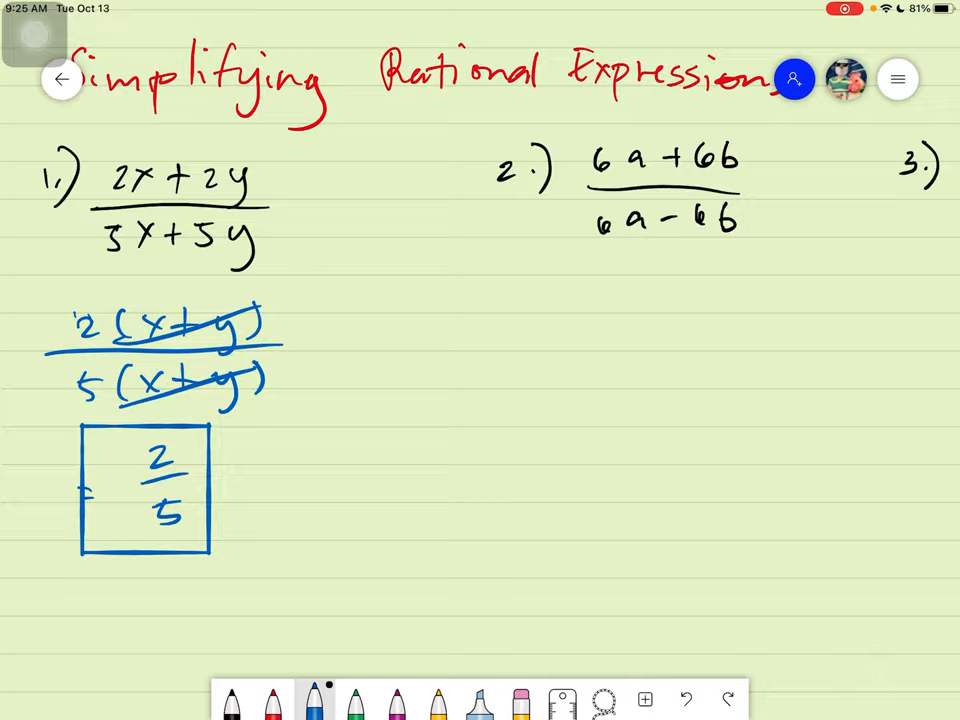 9:25 AM Tue Oct 13
81%
Simplifying Rational Expressions
1.) 2x + 2y
5x + 5y
2.) 6a + 6b
6a - 6b
3.)
2 (x + y)
5 (x + y)
= 2
5